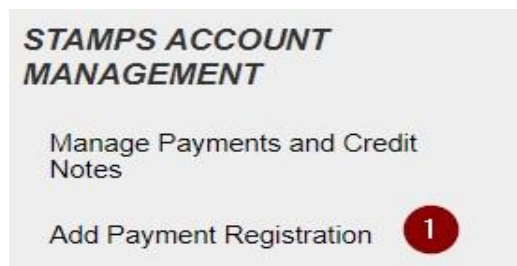 STAMPS ACCOUNT
MANAGEMENT
Manage Payments and Credit
Notes
Add Payment Registration 1